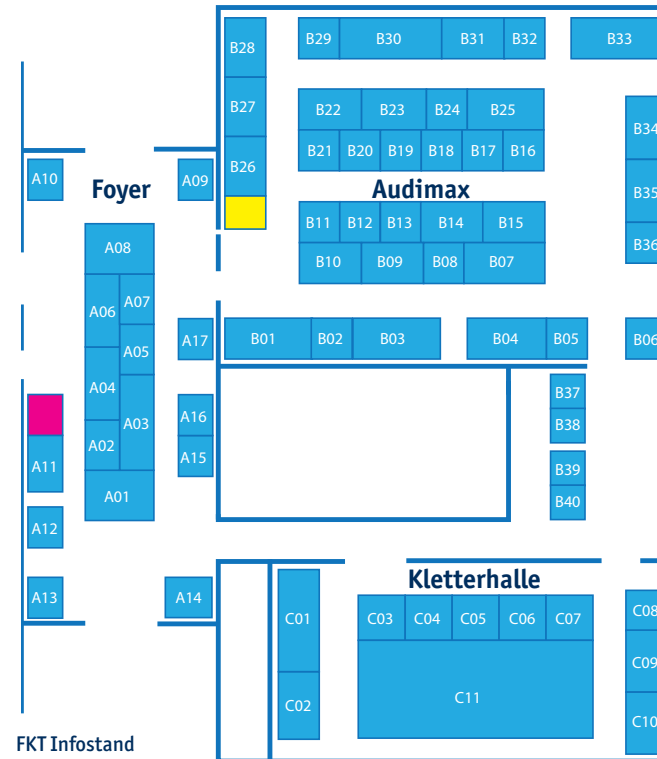 B28
B29 B30 B31 B32 B33
B27
B22 B23 B24 B25
B34
B26
B21 B20 B19 B18 B17 B16
A10
Foyer
A09
Audimax
B35
B11 B12 B13 B14 B15
B36
A08
B10 B09 B08 B07
A06 A07
A17
B01 B02 B03 B04 B05 B06
A05
A04
B37
A16
A03
B38
A02
A11
A15
B39
A01
B40
A12
Kletterhalle
A13
A14
C01
C03 C04 C05 C06 C07
C08
C09
C11
C02
C10
FKT Infostand